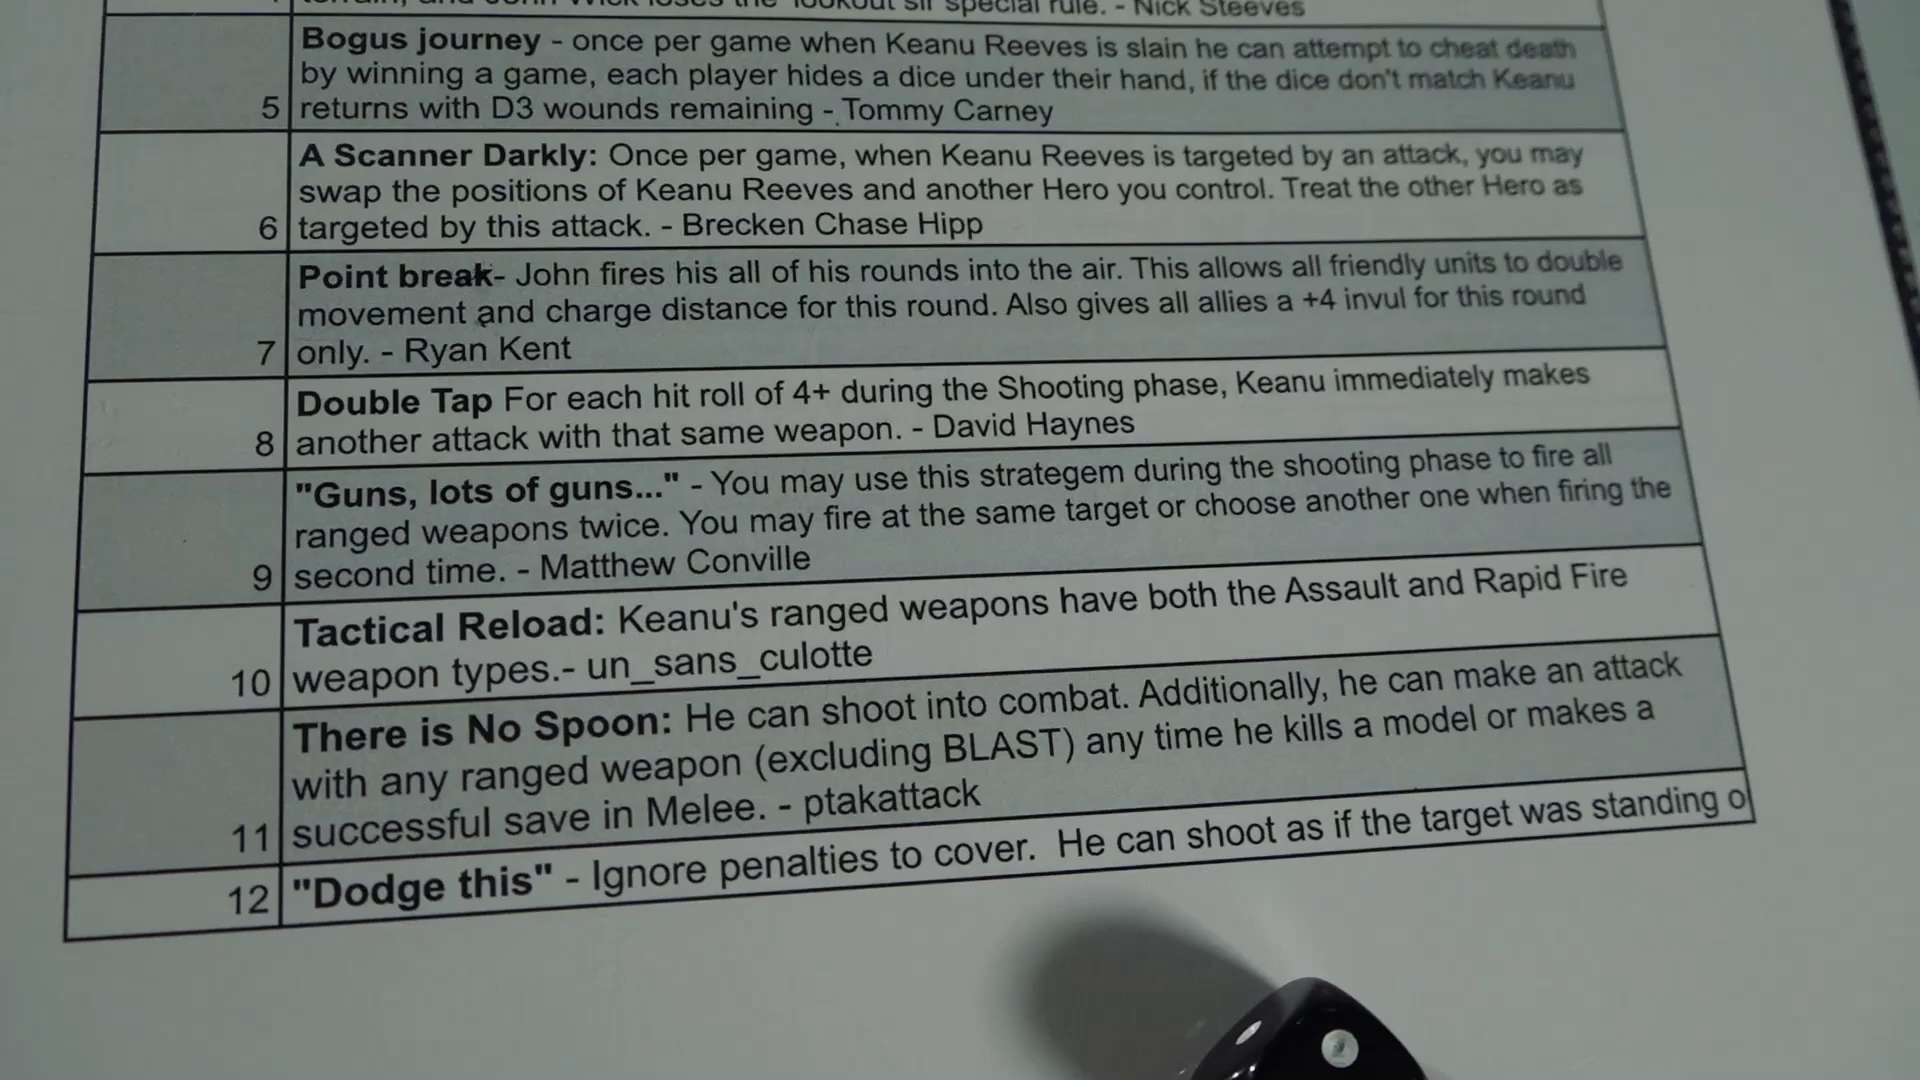 terrain, and John Wick loses the lookout sir special rule. - Nick Steeves
Bogus journey - once per game when Keanu Reeves is slain he can attempt to cheat death
by winning a game, each player hides a dice under their hand, if the dice don't match Keanu
5 returns with D3 wounds remaining - Tommy Carney
A Scanner Darkly: Once per game, when Keanu Reeves is targeted by an attack, you may
swap the positions of Keanu Reeves and another Hero you control. Treat the other Hero as
6 targeted by this attack. - Brecken Chase Hipp
Point break- John fires his all of his rounds into the air. This allows all friendly units to double
movement and charge distance for this round. Also gives all allies a +4 invul for this round
7 only. - Ryan Kent
Double Tap For each hit roll of 4+ during the Shooting phase, Keanu immediately makes
8 another attack with that same weapon. - David Haynes
"Guns, lots of guns..." - You may use this strategem during the shooting phase to fire all
ranged weapons twice. You may fire at the same target or choose another one when firing the
9 second time. - Matthew Conville
Tactical Reload: Keanu's ranged weapons have both the Assault and Rapid Fire
10 weapon types.- un_sans_culotte
There is No Spoon: He can shoot into combat. Additionally, he can make an attack
with any ranged weapon (excluding BLAST) any time he kills a model or makes a
11 successful save in Melee. - ptakattack
12 "Dodge this" - Ignore penalties to cover. He can shoot as if the target was standing o